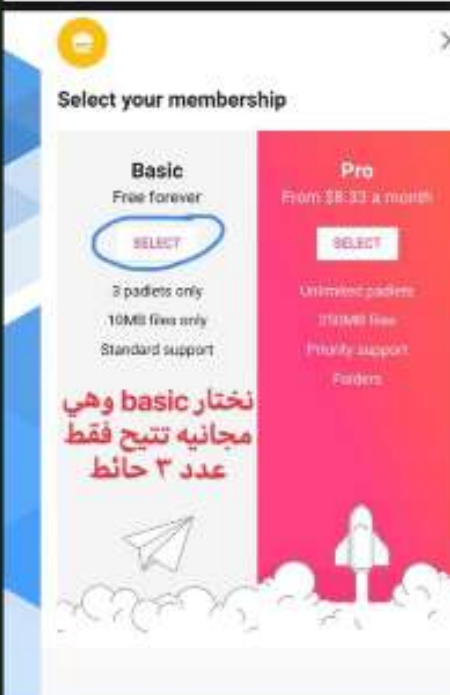 Select your membership
Basic
Free forever
SELECT
3 padlets only
10MB files only
Standard support
نختار basic وهي
مجانيه تتيح فقط
عدد ٣ حائط
Pro
From $8.33 a month
SELECT
Unlimited padlets
250MB files
Priority support
Folders